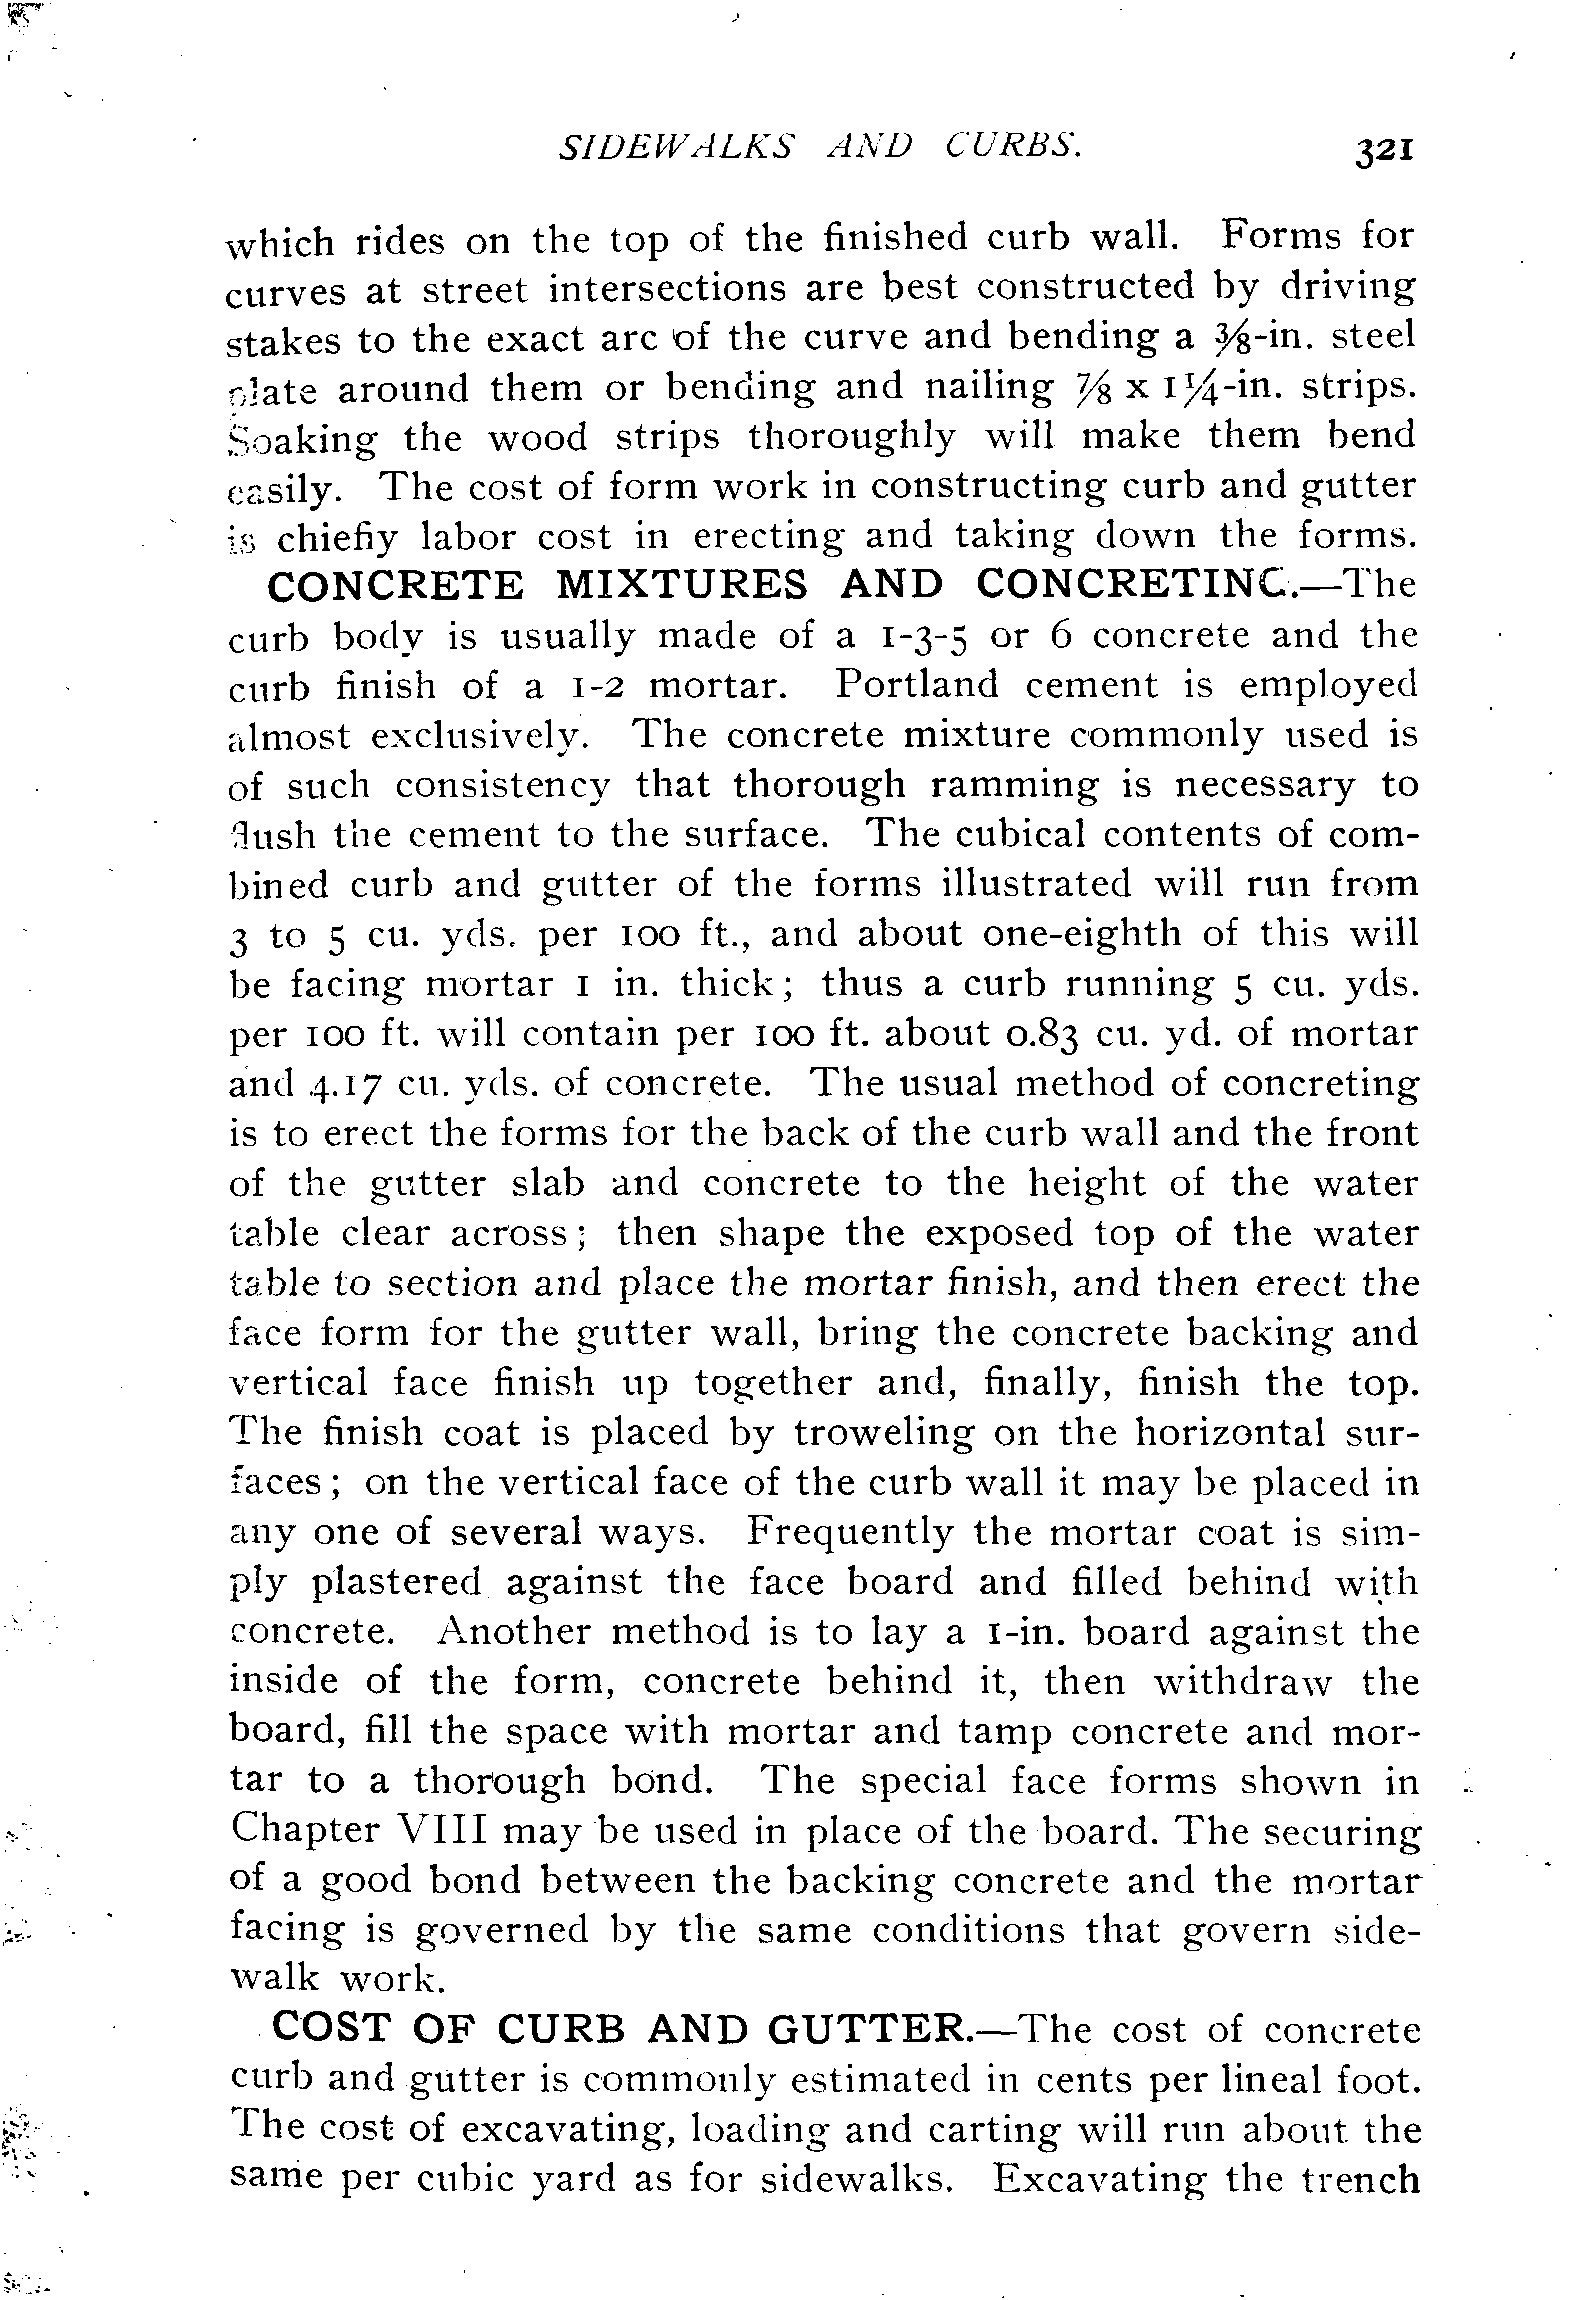 SIDEWALKS AND CURBS. 321
which rides on the top of the finished curb wall. Forms for
curves at street intersections are best constructed by driving
stakes to the exact arc of the curve and bending a ⅜-in. steel
plate around them or bending and nailing ⅞ x 1¼-in. strips.
Soaking the wood strips thoroughly will make them bend
easily. The cost of form work in constructing curb and gutter
is chiefly labor cost in erecting and taking down the forms.
CONCRETE MIXTURES AND CONCRETING.—The
curb body is usually made of a 1-3-5 or 6 concrete and the
curb finish of a 1-2 mortar. Portland cement is employed
almost exclusively. The concrete mixture commonly used is
of such consistency that thorough ramming is necessary to
flush the cement to the surface. The cubical contents of com-
bined curb and gutter of the forms illustrated will run from
3 to 5 cu. yds. per 100 ft., and about one-eighth of this will
be facing mortar 1 in. thick; thus a curb running 5 cu. yds.
per 100 ft. will contain per 100 ft. about 0.83 cu. yd. of mortar
and 4.17 cu. yds. of concrete. The usual method of concreting
is to erect the forms for the back of the curb wall and the front
of the gutter slab and concrete to the height of the water
table clear across; then shape the exposed top of the water
table to section and place the mortar finish, and then erect the
face form for the gutter wall, bring the concrete backing and
vertical face finish up together and, finally, finish the top.
The finish coat is placed by troweling on the horizontal sur-
faces; on the vertical face of the curb wall it may be placed in
any one of several ways. Frequently the mortar coat is sim-
ply plastered against the face board and filled behind with
concrete. Another method is to lay a 1-in. board against the
inside of the form, concrete behind it, then withdraw the
board, fill the space with mortar and tamp concrete and mor-
tar to a thorough bond. The special face forms shown in
Chapter VIII may be used in place of the board. The securing
of a good bond between the backing concrete and the mortar
facing is governed by the same conditions that govern side-
walk work.
COST OF CURB AND GUTTER.—The cost of concrete
curb and gutter is commonly estimated in cents per lineal foot.
The cost of excavating, loading and carting will run about the
same per cubic yard as for sidewalks. Excavating the trench